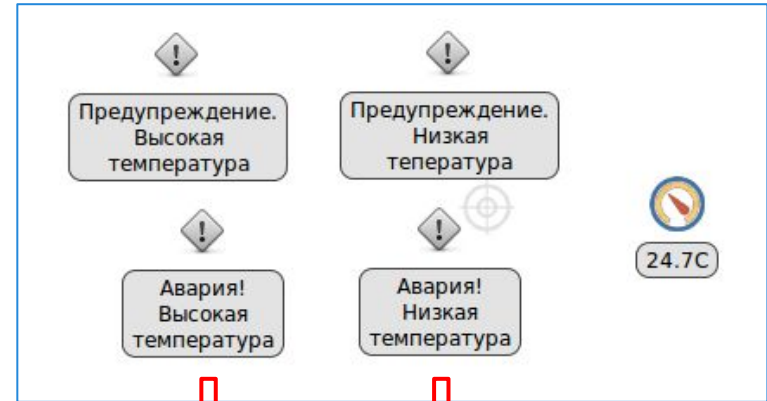 Предупреждение.
Высокая
температура
Предупреждение.
Низкая
тепература
Авария!
Высокая
температура
Авария!
Низкая
температура
24.7C